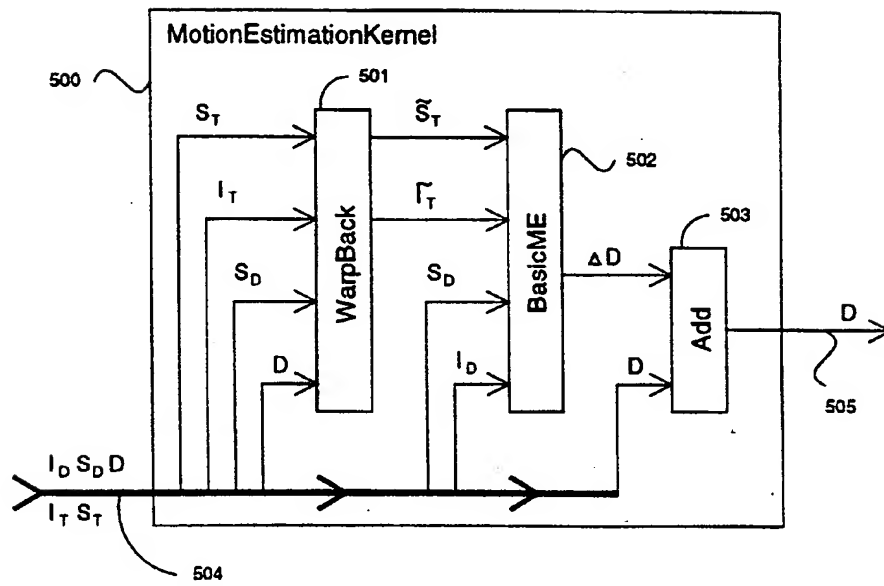 MotionEstimationKernel
500
501
S_T
S̃_T
502
I_T
Ĩ_T
503
WarpBack
BasicME
Δ D
S_D
S_D
Add
D
D
I_D
D
505
I_D S_D D
I_T S_T
504